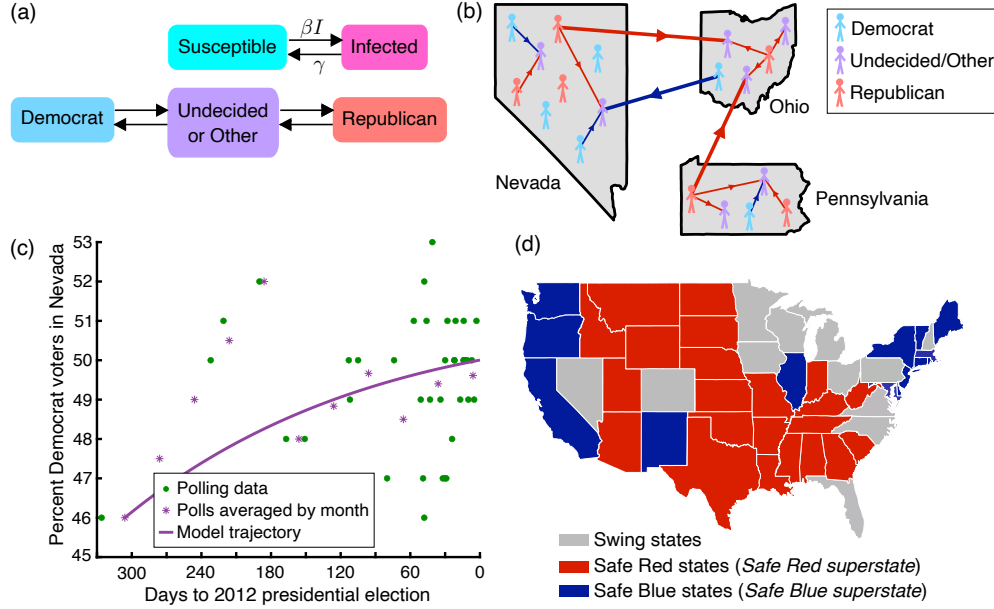 (a)
Susceptible
βI
γ
Infected
Democrat
Undecided
or Other
Republican
(b)
Nevada
Ohio
Pennsylvania
Democrat
Undecided/Other
Republican
(c)
Percent Democrat voters in Nevada
53
52
51
50
49
48
47
46
45
Polling data
Polls averaged by month
Model trajectory
300 240 180 120 60 0
Days to 2012 presidential election
(d)
Swing states
Safe Red states (Safe Red superstate)
Safe Blue states (Safe Blue superstate)